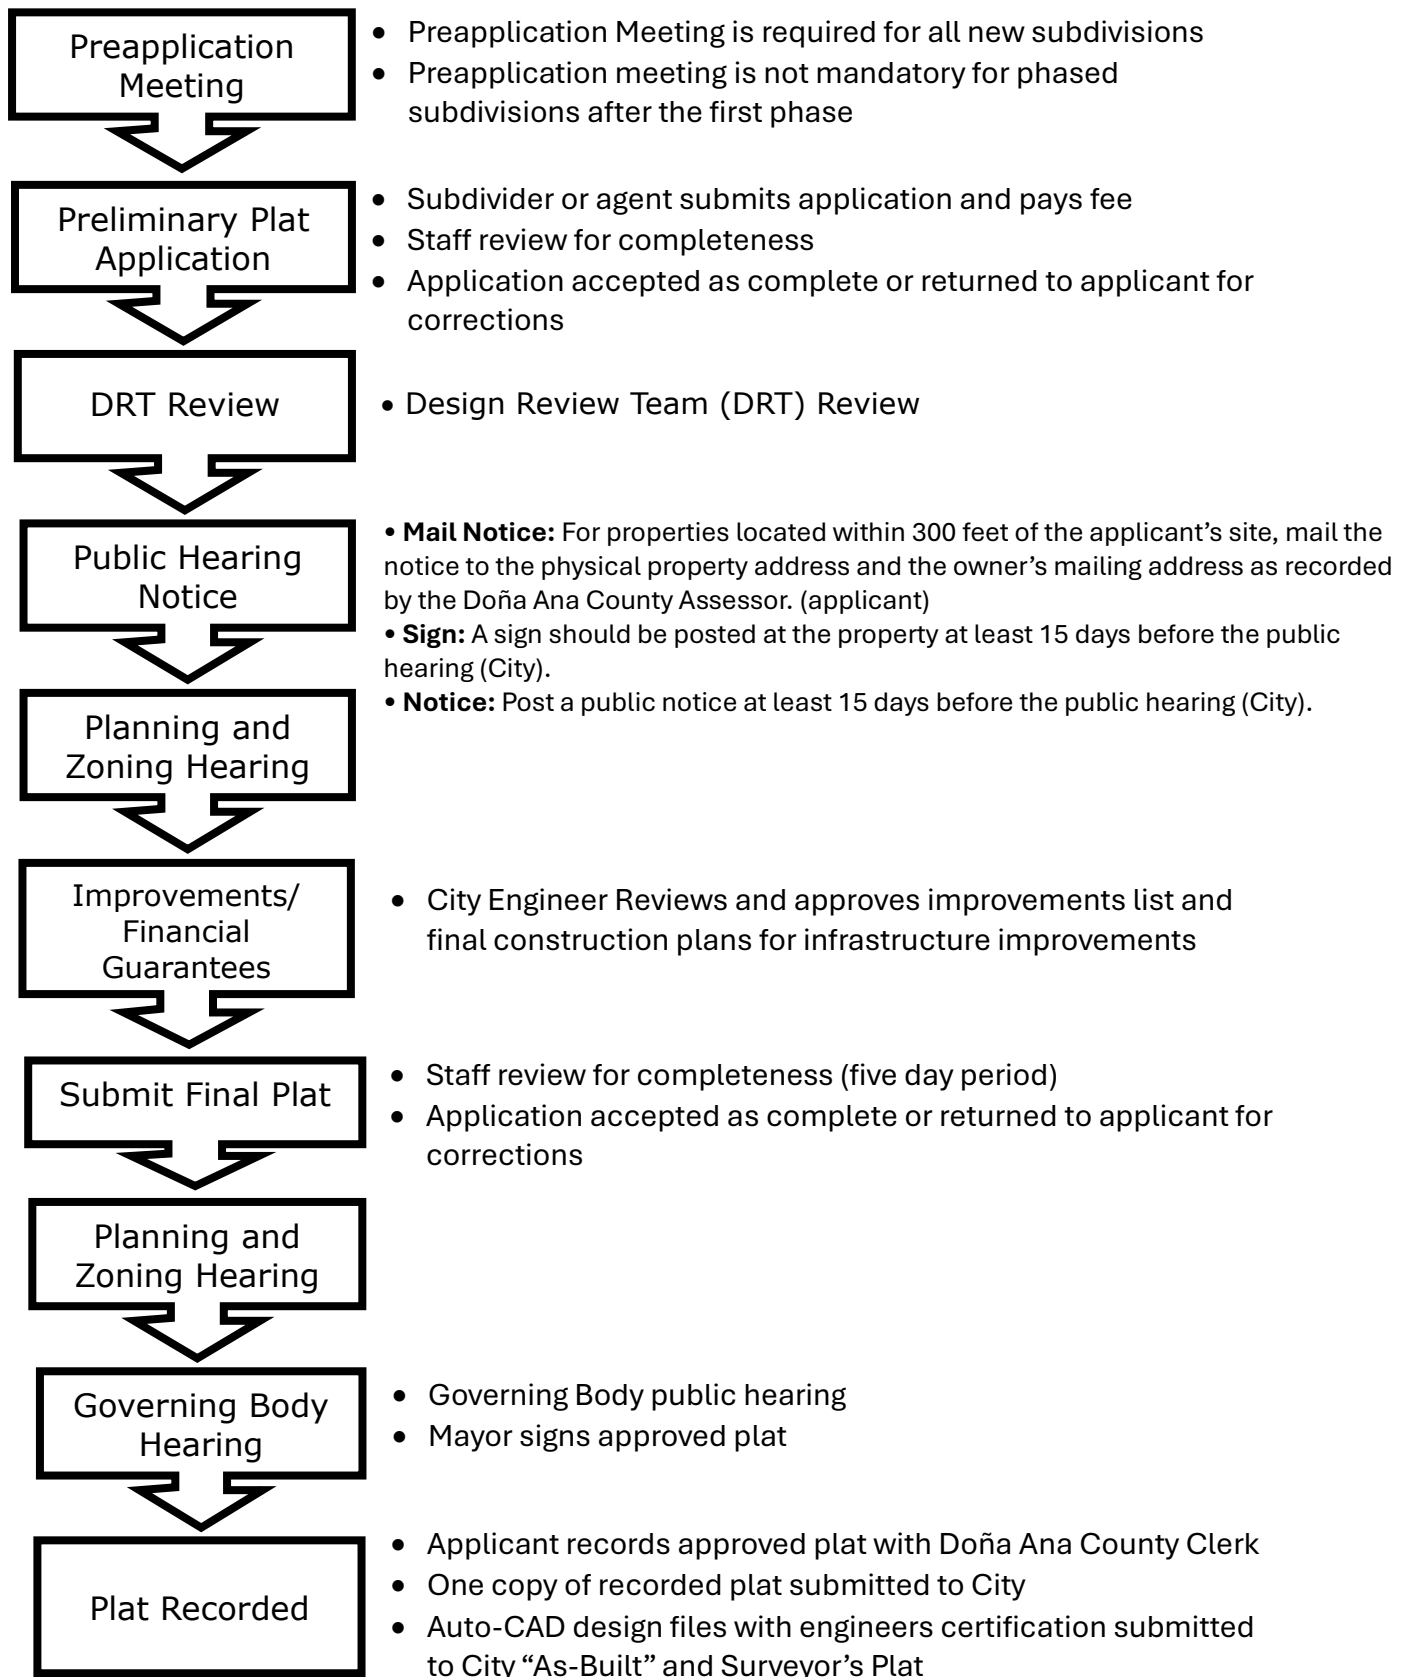 Preapplication
Meeting
• Preapplication Meeting is required for all new subdivisions
• Preapplication meeting is not mandatory for phased
subdivisions after the first phase
Preliminary Plat
Application
• Subdivider or agent submits application and pays fee
• Staff review for completeness
• Application accepted as complete or returned to applicant for
corrections
DRT Review
• Design Review Team (DRT) Review
Public Hearing
Notice
• Mail Notice: For properties located within 300 feet of the applicant’s site, mail the
notice to the physical property address and the owner’s mailing address as recorded
by the Doña Ana County Assessor. (applicant)
• Sign: A sign should be posted at the property at least 15 days before the public
hearing (City).
• Notice: Post a public notice at least 15 days before the public hearing (City).
Planning and
Zoning Hearing
Improvements/
Financial
Guarantees
• City Engineer Reviews and approves improvements list and
final construction plans for infrastructure improvements
Submit Final Plat
• Staff review for completeness (five day period)
• Application accepted as complete or returned to applicant for
corrections
Planning and
Zoning Hearing
Governing Body
Hearing
• Governing Body public hearing
• Mayor signs approved plat
Plat Recorded
• Applicant records approved plat with Doña Ana County Clerk
• One copy of recorded plat submitted to City
• Auto-CAD design files with engineers certification submitted
to City “As-Built” and Surveyor’s Plat